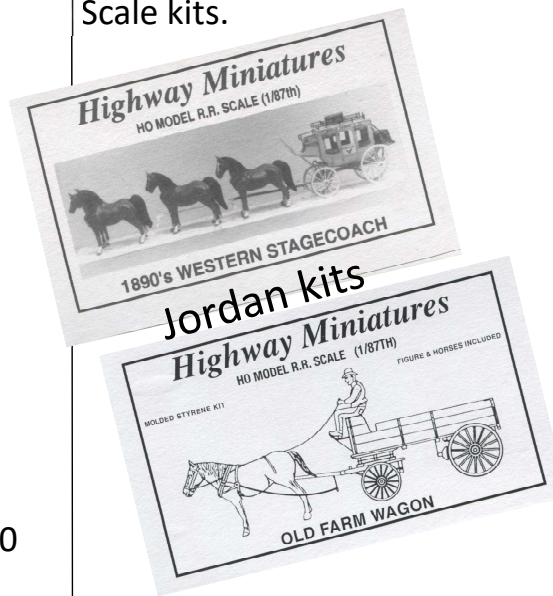 Scale kits.
Highway Miniatures
HO MODEL R.R. SCALE (1/87th)
1890's WESTERN STAGECOACH
Jordan kits
Highway Miniatures
HO MODEL R.R. SCALE (1/87TH)
FIGURE & HORSES INCLUDED
MOLDED STYRENE KIT
OLD FARM WAGON
0